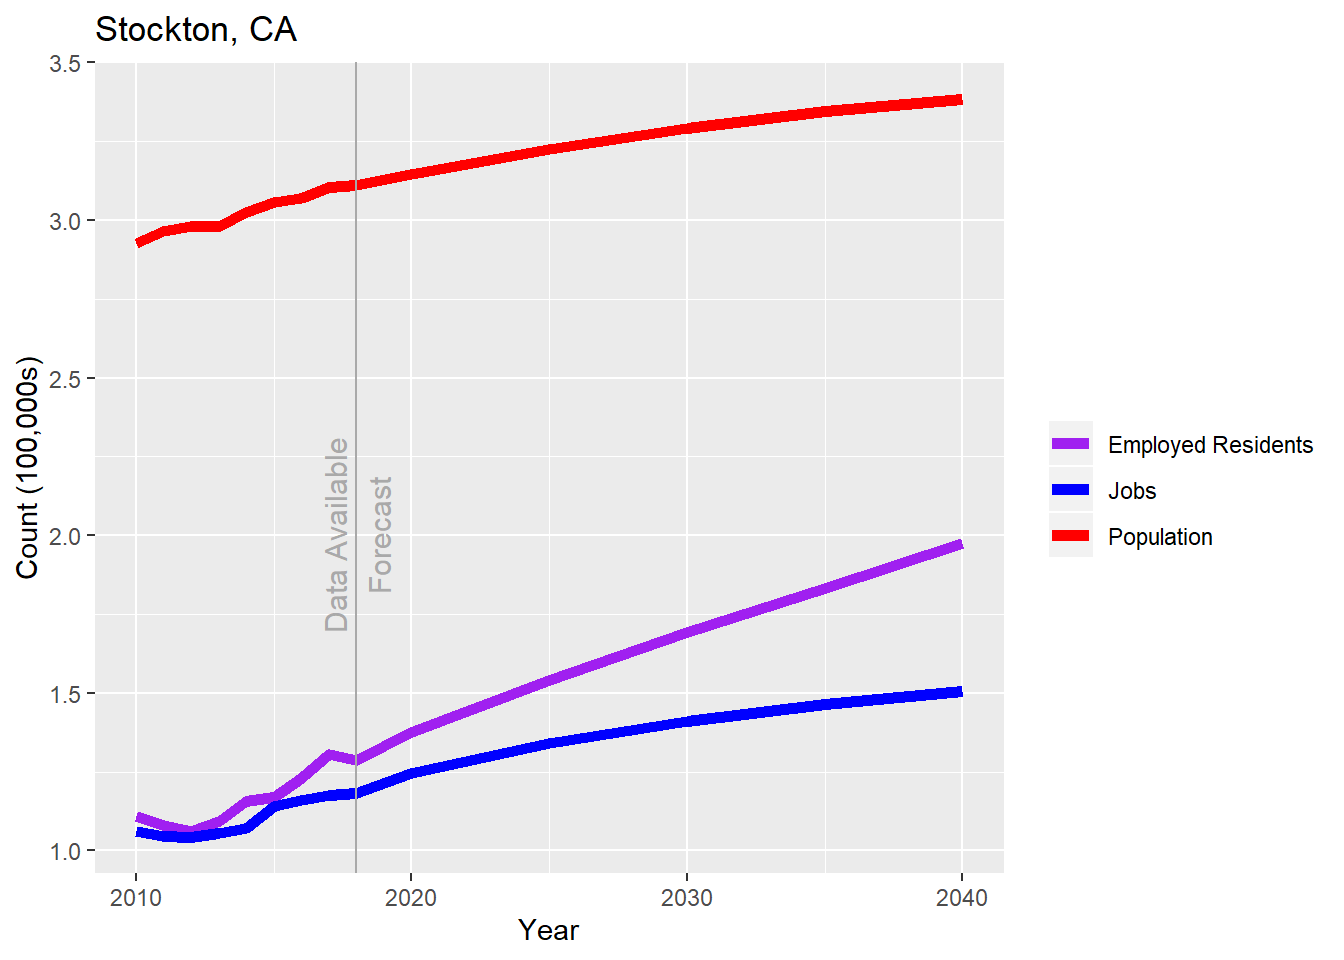 Stockton, CA
3.5
3.0
2.5
2.0
1.5
1.0
Count (100,000s)
Data Available
Forecast
2010
2020
2030
2040
Year
Employed Residents
Jobs
Population